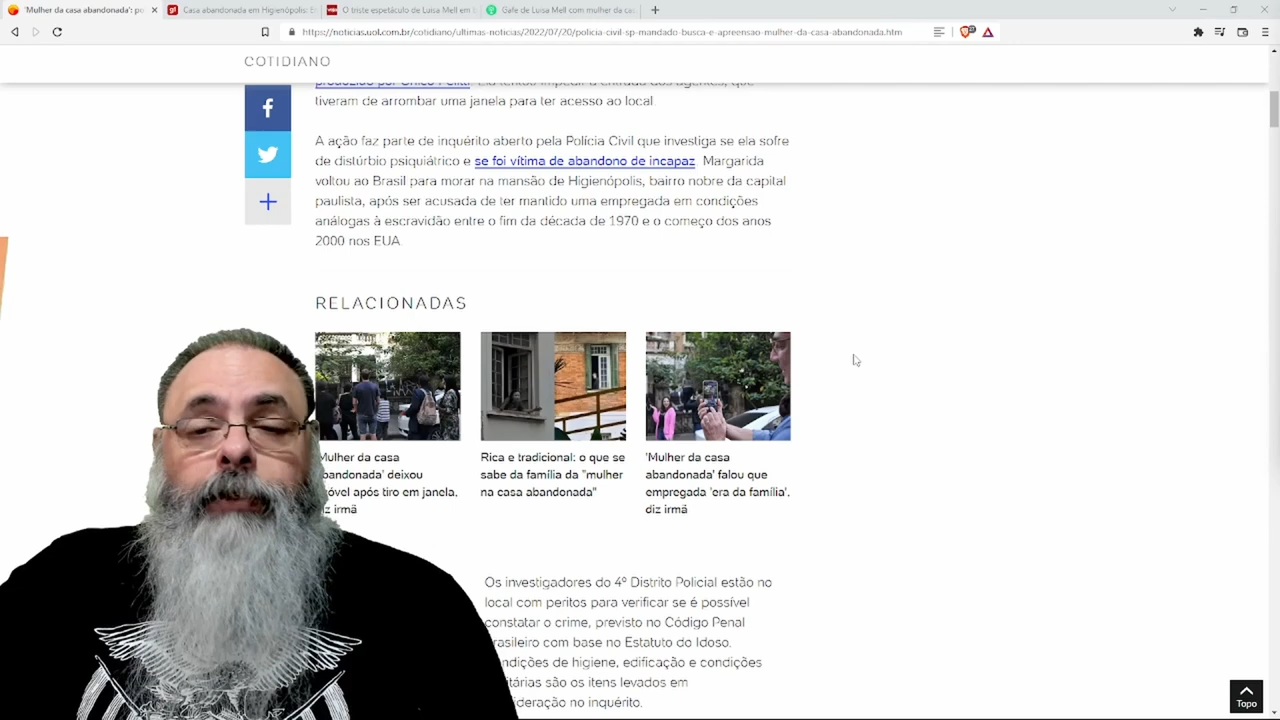 'Mulher da casa abandonada': po
Casa abandonada em Higienópolis: E
O triste espetáculo de Luisa Mell em
Gafe de Luisa Mell com mulher da cas
https://noticias.uol.com.br/cotidiano/ultimas-noticias/2022/07/20/policia-civil-sp-mandado-busca-e-apreensao-mulher-da-casa-abandonada.htm
COTIDIANO
produzido por Chico Felitti. Ela tentou impedir a entrada dos agentes, que
tiveram de arrombar uma janela para ter acesso ao local
A ação faz parte de inquérito aberto pela Polícia Civil que investiga se ela sofre
de distúrbio psiquiátrico e se foi vítima de abandono de incapaz. Margarida
voltou ao Brasil para morar na mansão de Higienópolis, bairro nobre da capital
paulista, após ser acusada de ter mantido uma empregada em condições
análogas à escravidão entre o fim da década de 1970 e o começo dos anos
2000 nos EUA
RELACIONADAS
'Mulher da casa
abandonada' deixou
óvel após tiro em janela,
iz irmã
Rica e tradicional: o que se
sabe da família da "mulher
na casa abandonada"
'Mulher da casa
abandonada' falou que
empregada 'era da família',
diz irmã
Os investigadores do 4º Distrito Policial estão no
local com peritos para verificar se é possível
constatar o crime, previsto no Código Penal
brasileiro com base no Estatuto do Idoso.
ndições de higiene, edificação e condições
itárias são os itens levados em
sideração no inquérito.
Topo